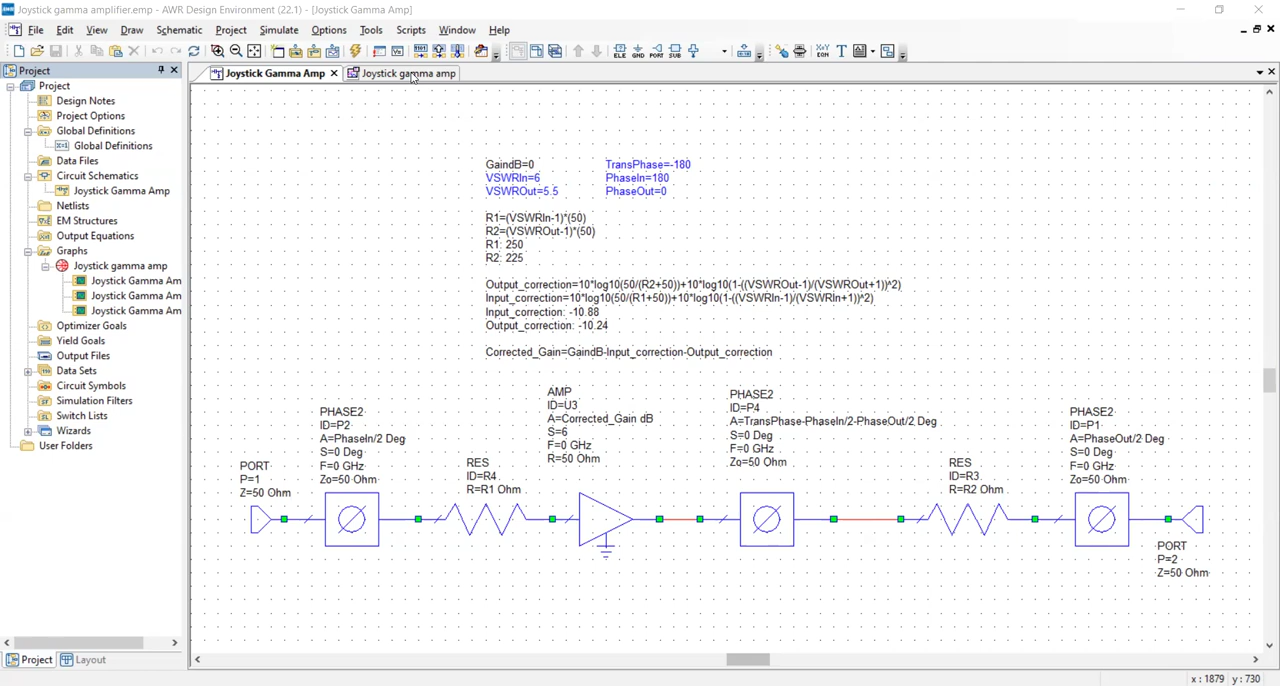 Joystick gamma amplifier.emp - AWR Design Environment (22.1) - [Joystick Gamma Amp]
File Edit View Draw Schematic Project Simulate Options Tools Scripts Window Help
Project
Joystick Gamma Amp
Joystick gamma amp
Project
Design Notes
Project Options
Global Definitions
Global Definitions
Data Files
Circuit Schematics
Joystick Gamma Amp
Netlists
EM Structures
Output Equations
Graphs
Joystick gamma amp
Joystick Gamma Am
Joystick Gamma Am
Joystick Gamma Am
Optimizer Goals
Yield Goals
Output Files
Data Sets
Circuit Symbols
Simulation Filters
Switch Lists
Wizards
User Folders
Project
Layout
GaindB=0
VSWRIn=6
VSWROut=5.5
TransPhase=-180
PhaseIn=180
PhaseOut=0
R1=(VSWRIn-1)*(50)
R2=(VSWROut-1)*(50)
R1: 250
R2: 225
Output_correction=10*log10(50/(R2+50))+10*log10(1-((VSWROut-1)/(VSWROut+1))^2)
Input_correction=10*log10(50/(R1+50))+10*log10(1-((VSWRIn-1)/(VSWRIn+1))^2)
Input_correction: -10.88
Output_correction: -10.24
Corrected_Gain=GaindB-Input_correction-Output_correction
PORT
P=1
Z=50 Ohm
PHASE2
ID=P2
A=PhaseIn/2 Deg
S=0 Deg
F=0 GHz
Zo=50 Ohm
RES
ID=R4
R=R1 Ohm
AMP
ID=U3
A=Corrected_Gain dB
S=6
F=0 GHz
R=50 Ohm
PHASE2
ID=P4
A=TransPhase-PhaseIn/2-PhaseOut/2 Deg
S=0 Deg
F=0 GHz
Zo=50 Ohm
RES
ID=R3
R=R2 Ohm
PHASE2
ID=P1
A=PhaseOut/2 Deg
S=0 Deg
F=0 GHz
Zo=50 Ohm
PORT
P=2
Z=50 Ohm
x: 1879 y: 730